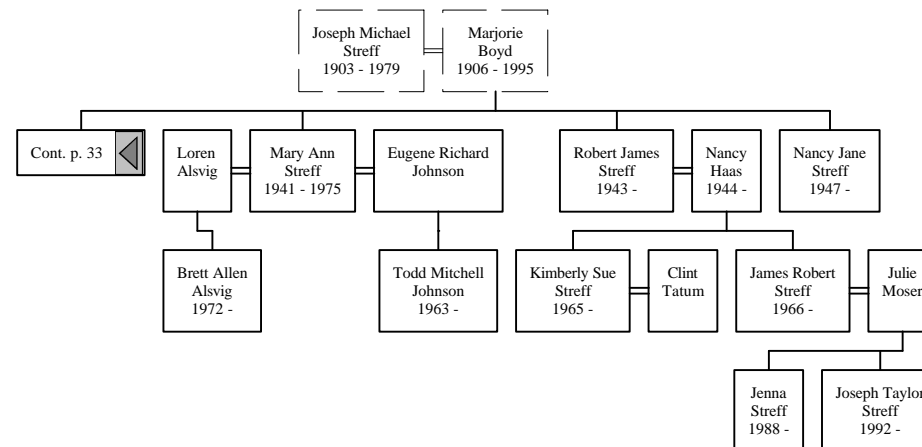 Joseph Michael
Streff
1903 - 1979
Marjorie
Boyd
1906 - 1995
Cont. p. 33
Loren
Alsvig
Mary Ann
Streff
1941 - 1975
Eugene Richard
Johnson
Robert James
Streff
1943 -
Nancy
Haas
1944 -
Nancy Jane
Streff
1947 -
Brett Allen
Alsvig
1972 -
Todd Mitchell
Johnson
1963 -
Kimberly Sue
Streff
1965 -
Clint
Tatum
James Robert
Streff
1966 -
Julie
Moser
Jenna
Streff
1988 -
Joseph Taylor
Streff
1992 -